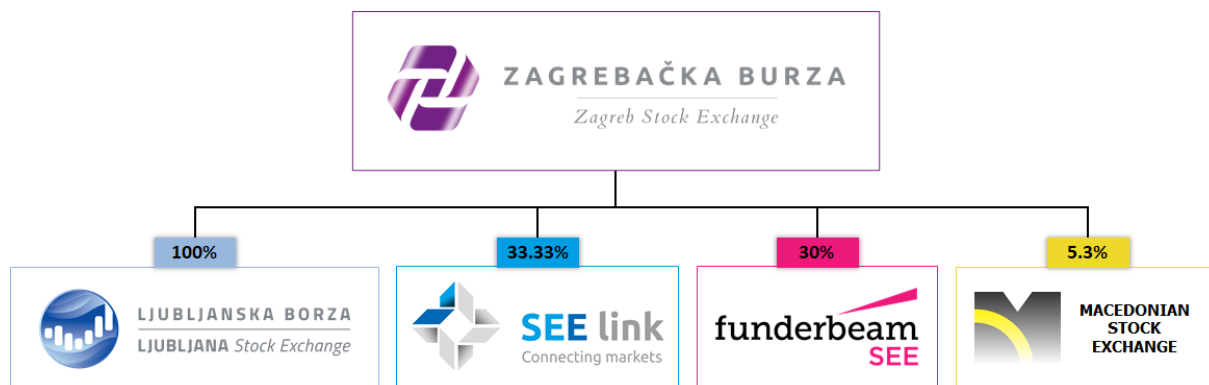 ZAGREBAČKA BURZA
Zagreb Stock Exchange
100%
33.33%
30%
5.3%
LJUBLJANSKA BORZA
LJUBLJANA Stock Exchange
SEE link
Connecting markets
funderbeam
SEE
MACEDONIAN
STOCK
EXCHANGE